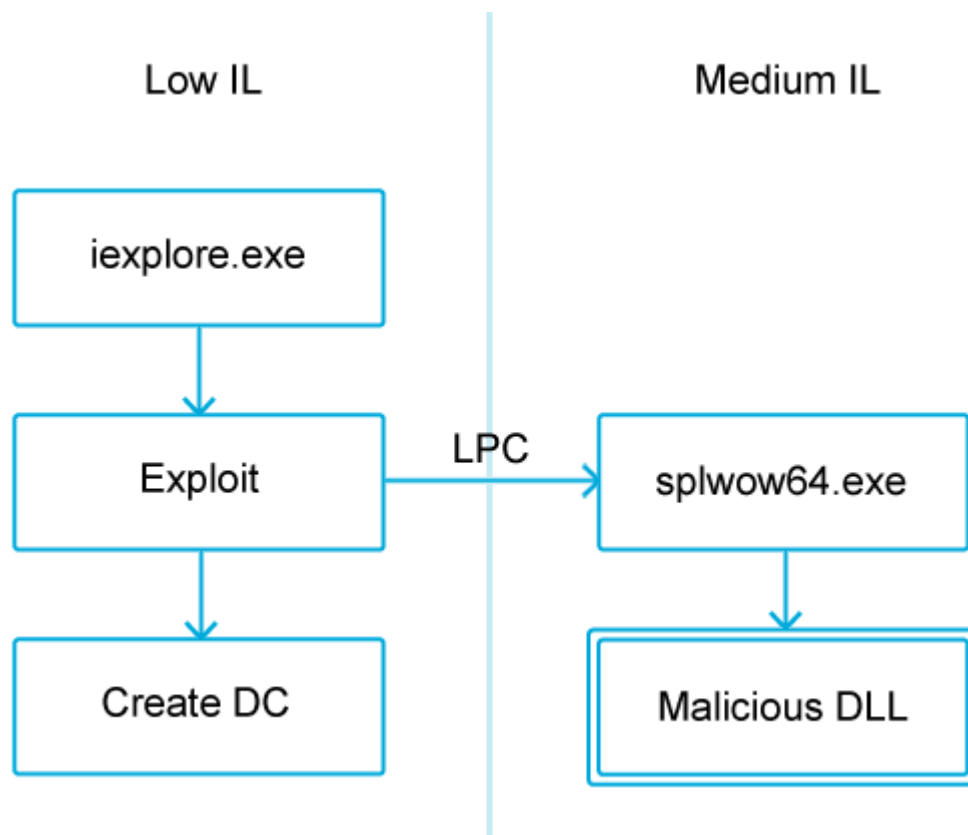 Low IL
Medium IL
iexplore.exe
Exploit
LPC
splwow64.exe
Create DC
Malicious DLL